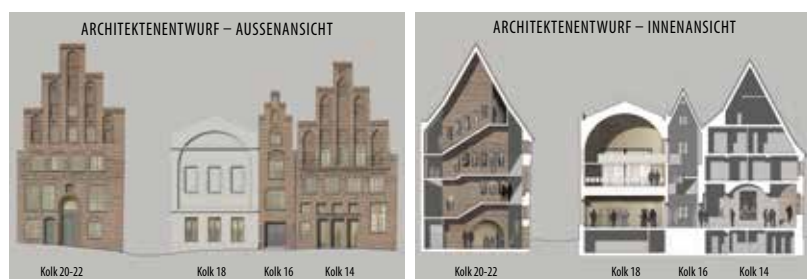 ARCHITEKTENENTWURF – AUSSENANSICHT
Kolk 20-22 Kolk 18 Kolk 16 Kolk 14
ARCHITEKTENENTWURF – INNENANSICHT
Kolk 20-22 Kolk 18 Kolk 16 Kolk 14